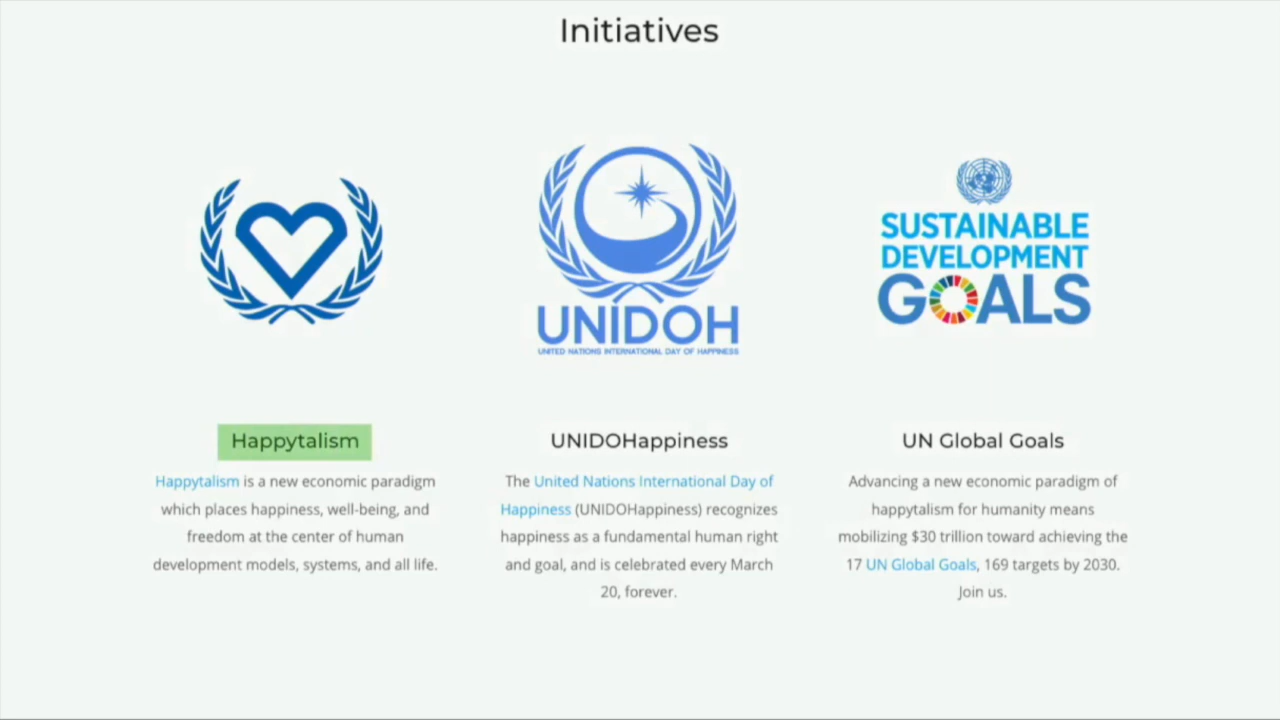 Initiatives
UNIDOH
UNITED NATIONS INTERNATIONAL DAY OF HAPPINESS
SUSTAINABLE
DEVELOPMENT
GOALS
Happytalism
Happytalism is a new economic paradigm
which places happiness, well-being, and
freedom at the center of human
development models, systems, and all life.
UNIDOHappiness
The United Nations International Day of
Happiness (UNIDOHappiness) recognizes
happiness as a fundamental human right
and goal, and is celebrated every March
20, forever.
UN Global Goals
Advancing a new economic paradigm of
happytalism for humanity means
mobilizing $30 trillion toward achieving the
17 UN Global Goals, 169 targets by 2030.
Join us.